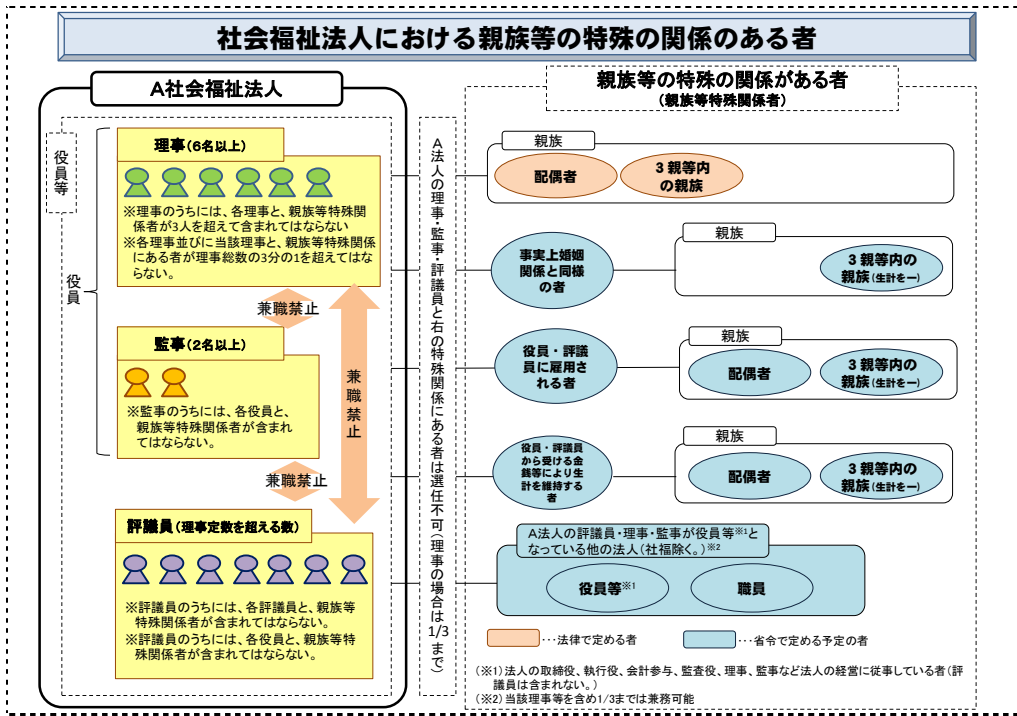 社会福祉法人における親族等の特殊の関係のある者
A社会福祉法人
役員等
役員
理事(6名以上)
※理事のうちには、各理事と、親族等特殊関
係者が3人を超えて含まれてはならない
※各理事並びに当該理事と、親族等特殊関係
にある者が理事総数の3分の1を超えてはな
らない。
兼職禁止
監事(2名以上)
※監事のうちには、各役員と、
親族等特殊関係者が含まれ
てはならない。
兼職禁止
兼職禁止
評議員(理事定数を超える数)
※評議員のうちには、各評議員と、親族等
特殊関係者が含まれてはならない。
※評議員のうちには、各役員と、親族等特
殊関係者が含まれてはならない。
A法人の理事・監事・評議員と右の特殊関係にある者は選任不可(理事の場合は1/3まで)
親族等の特殊の関係がある者
(親族等特殊関係者)
親族
配偶者
3親等内
の親族
事実上婚姻
関係と同様
の者
親族
3親等内の
親族(生計を一)
役員・評議
員に雇用さ
れる者
親族
配偶者
3親等内の
親族(生計を一)
役員・評議員
から受ける金
銭等により生
計を維持する
者
親族
配偶者
3親等内の
親族(生計を一)
A法人の評議員・理事・監事が役員等※1と
なっている他の法人(社福除く。)※2
役員等※1
職員
･･･法律で定める者
･･･省令で定める予定の者
(※1)法人の取締役、執行役、会計参与、監査役、理事、監事など法人の経営に従事している者(評
議員は含まれない。)
(※2)当該理事等を含め1/3までは兼務可能